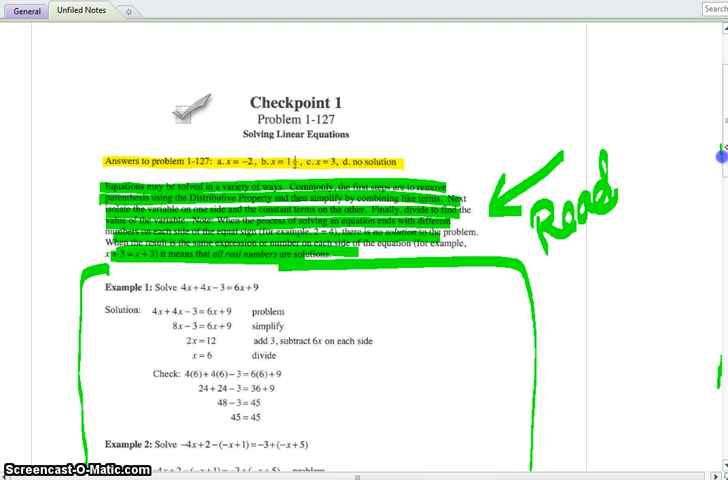 General
Unfiled Notes
Search
Checkpoint 1
Problem 1-127
Solving Linear Equations
Answers to problem 1-127: a. x = −2, b. x = 1 1/2, c. x = 3, d. no solution
Equations may be solved in a variety of ways. Commonly, the first steps are to remove
parenthesis using the Distributive Property and then simplify by combining like terms. Next
isolate the variable on one side and the constant terms on the other. Finally, divide to find the
value of the variable. Note: When the process of solving an equation ends with different
numbers on each side of the equal sign (for example, 2 = 4), there is no solution to the problem.
When the result is the same expression or number on each side of the equation (for example,
x + 3 = x + 3) it means that all real numbers are solutions.
Read
Example 1: Solve 4x + 4x − 3 = 6x + 9
Solution: 4x + 4x − 3 = 6x + 9 problem
8x − 3 = 6x + 9 simplify
2x = 12 add 3, subtract 6x on each side
x = 6 divide
Check: 4(6) + 4(6) − 3 = 6(6) + 9
24 + 24 − 3 = 36 + 9
48 − 3 = 45
45 = 45
Example 2: Solve −4x + 2 − (−x + 1) = −3 + (−x + 5)
−4x + 2 − (−x + 1) = −3 + (−x + 5) problem
Screencast-O-Matic.com